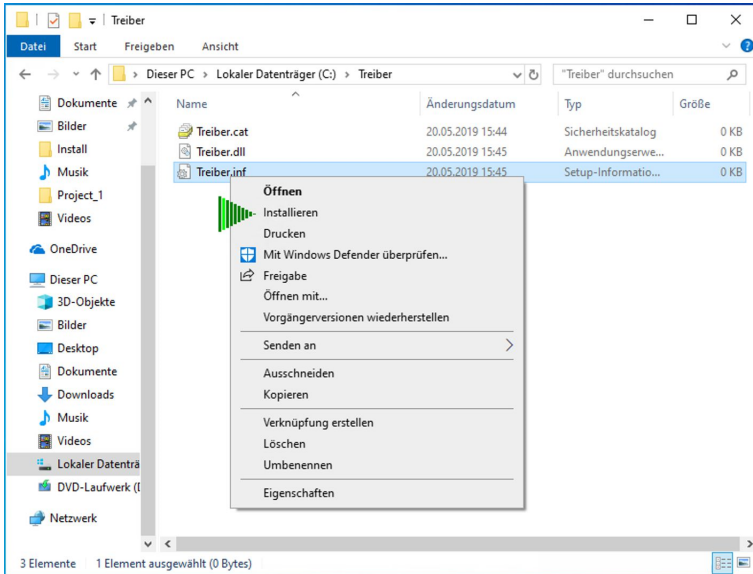 Treiber
Datei Start Freigeben Ansicht
Dieser PC > Lokaler Datenträger (C:) > Treiber
"Treiber" durchsuchen
Dokumente
Bilder
Install
Musik
Project_1
Videos
OneDrive
Dieser PC
3D-Objekte
Bilder
Desktop
Dokumente
Downloads
Musik
Videos
Lokaler Datenträ
DVD-Laufwerk (
Netzwerk
Name Änderungsdatum Typ Größe
Treiber.cat 20.05.2019 15:44 Sicherheitskatalog 0 KB
Treiber.dll 20.05.2019 15:45 Anwendungserwe... 0 KB
Treiber.inf 20.05.2019 15:45 Setup-Informatio... 0 KB
Öffnen
Installieren
Drucken
Mit Windows Defender überprüfen...
Freigabe
Öffnen mit...
Vorgängerversionen wiederherstellen
Senden an
Ausschneiden
Kopieren
Verknüpfung erstellen
Löschen
Umbenennen
Eigenschaften
3 Elemente 1 Element ausgewählt (0 Bytes)